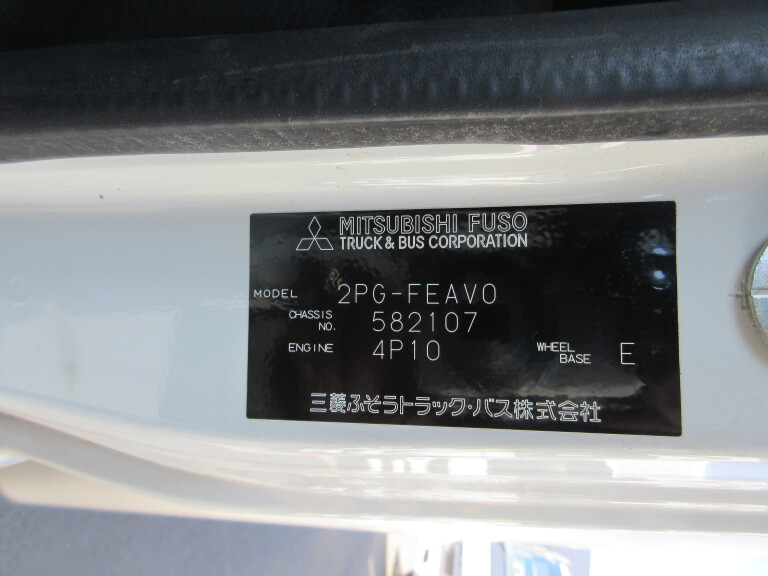 MITSUBISHI FUSO
TRUCK & BUS CORPORATION
MODEL 2PG-FEAV0
CHASSIS NO. 582107
ENGINE 4P10 WHEEL BASE E
三菱ふそうトラック・バス株式会社